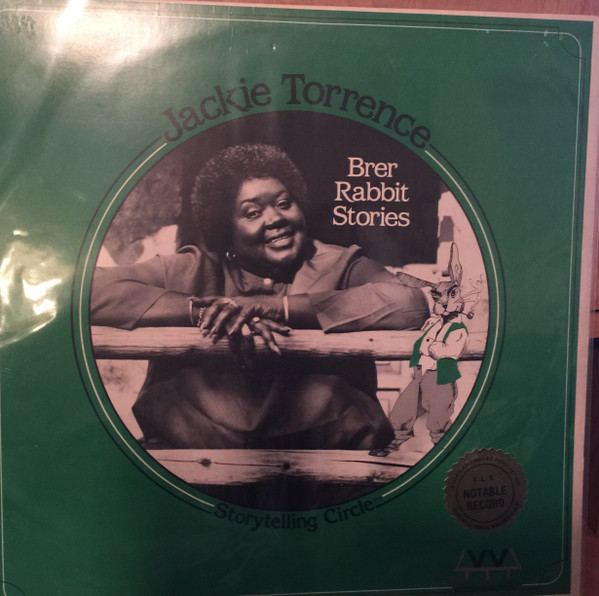 Jackie Torrence
Brer
Rabbit
Stories
Storytelling Circle
A.L.A.
NOTABLE
RECORD